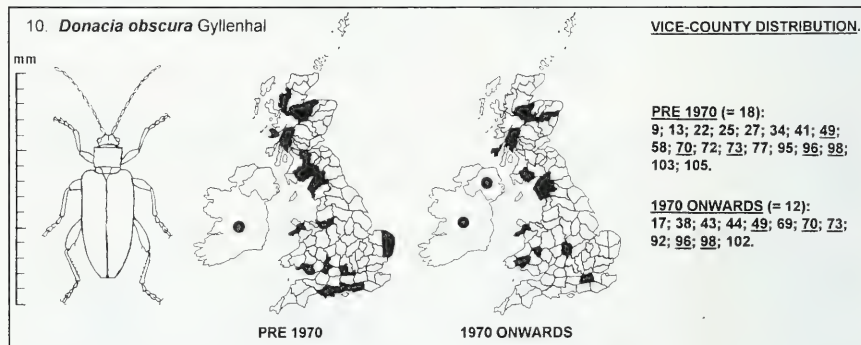 10. Donacia obscura Gyllenhal
mm
PRE 1970
1970 ONWARDS
VICE-COUNTY DISTRIBUTION.
PRE 1970 (= 18):
9; 13; 22; 25; 27; 34; 41; 49;
58; 70; 72; 73; 77; 95; 96; 98;
103; 105.
1970 ONWARDS (= 12):
17; 38; 43; 44; 49; 69; 70; 73;
92; 96; 98; 102.